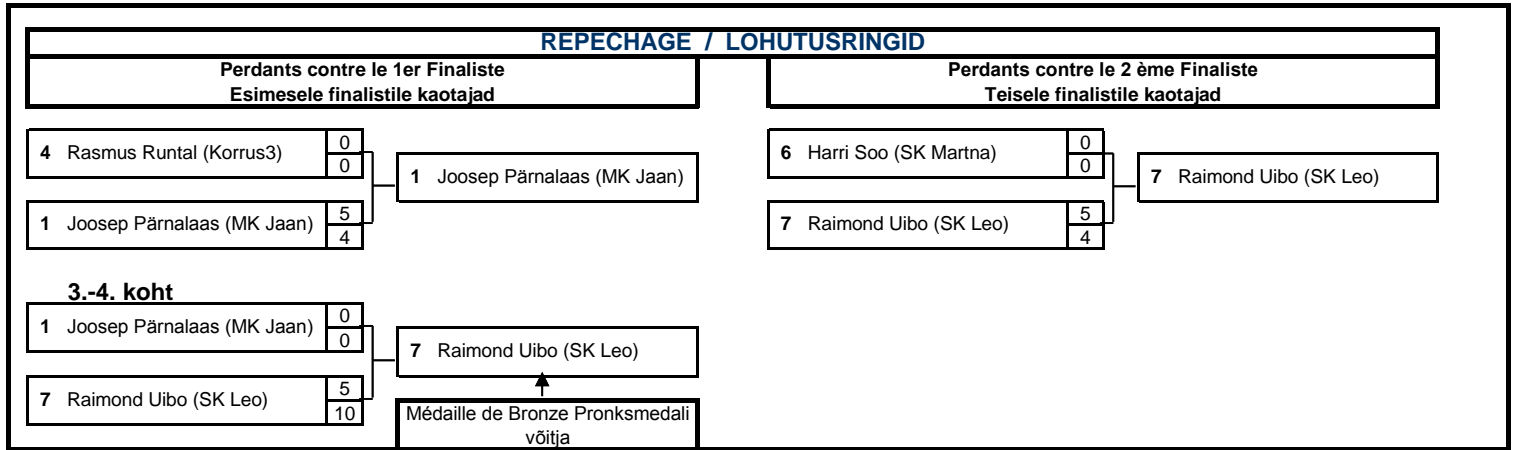 REPECHAGE / LOHUTUSRINGID
Perdants contre le 1er Finaliste
Esimesele finalistile kaotajad
Perdants contre le 2 ème Finaliste
Teisele finalistile kaotajad
4 Rasmus Runtal (Korrus3) 0
0
1 Joosep Pärnalaas (MK Jaan)
1 Joosep Pärnalaas (MK Jaan) 5
4
6 Harri Soo (SK Martna) 0
0
7 Raimond Uibo (SK Leo)
7 Raimond Uibo (SK Leo) 5
4
3.-4. koht
1 Joosep Pärnalaas (MK Jaan) 0
0
7 Raimond Uibo (SK Leo)
7 Raimond Uibo (SK Leo) 5
10
Médaille de Bronze Pronksmedali
võitja